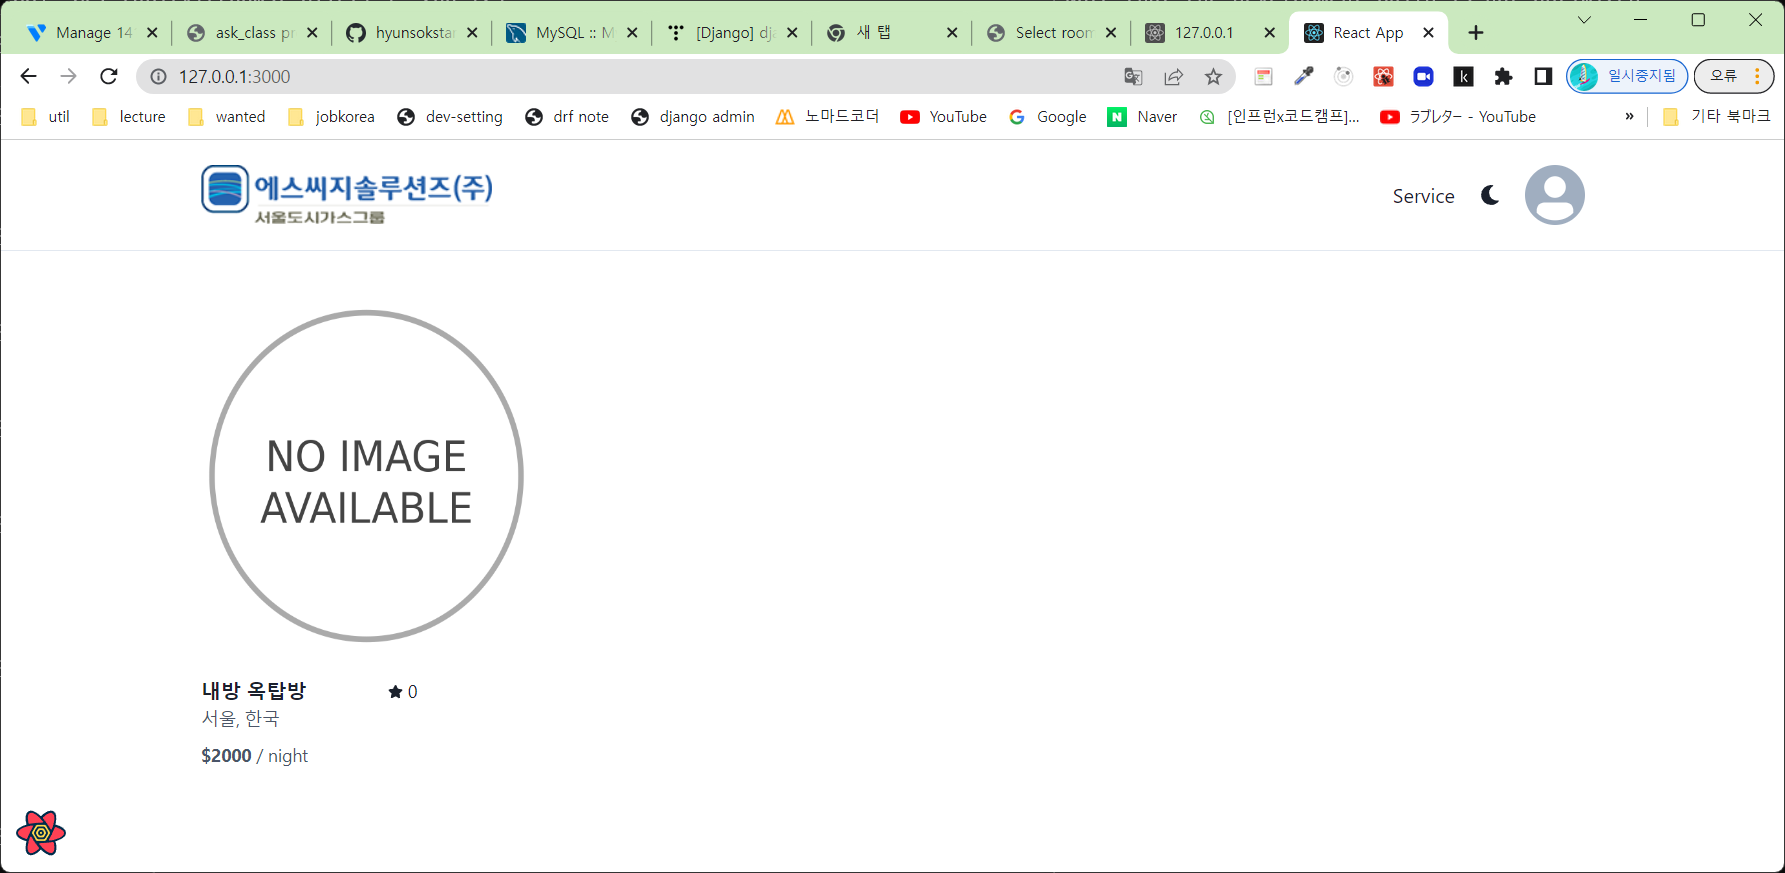 Manage 14
ask_class pr
hyunsoksta
MySQL :: M
[Django] dj
새 탭
Select room
127.0.0.1
React App
127.0.0.1:3000
일시중지됨
오류
util
lecture
wanted
jobkorea
dev-setting
drf note
django admin
노마드코더
YouTube
Google
Naver
[인프런x코드캠프]...
ラブレター - YouTube
»
기타 북마크
에스씨지솔루션즈(주)
서울도시가스그룹
Service
NO IMAGE
AVAILABLE
내방 옥탑방
0
서울, 한국
$2000 / night